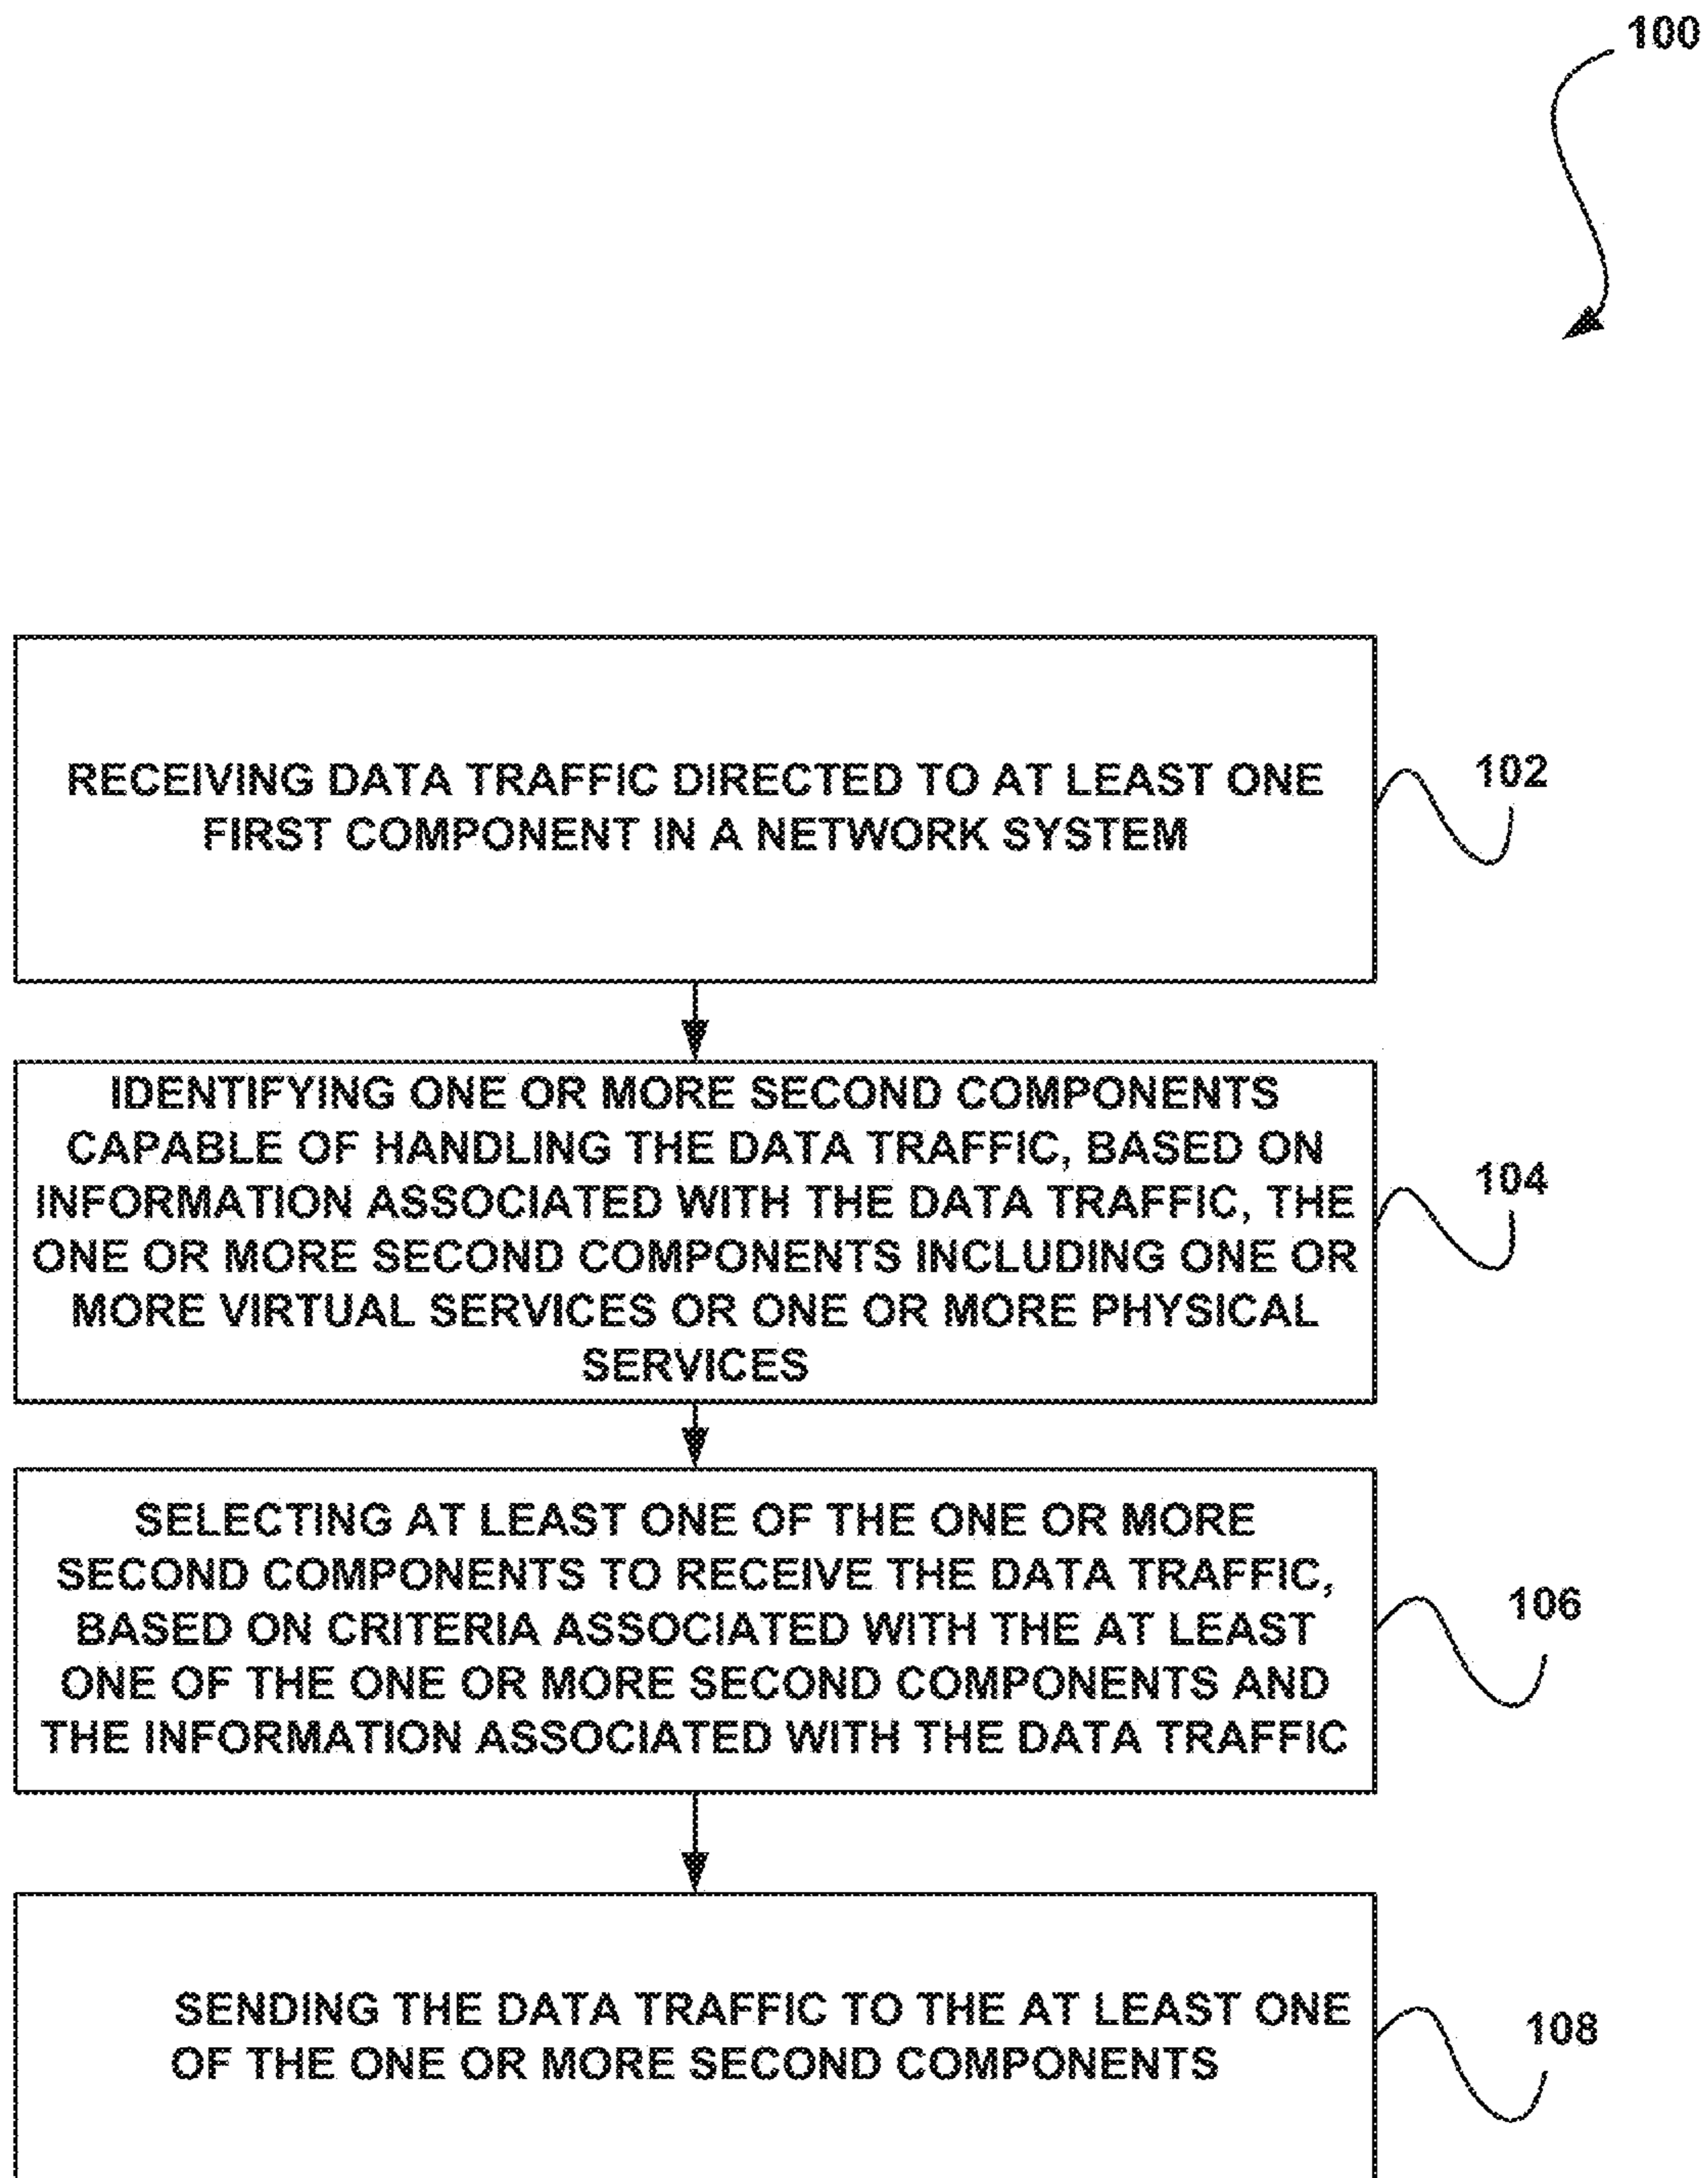 100
RECEIVING DATA TRAFFIC DIRECTED TO AT LEAST ONE
FIRST COMPONENT IN A NETWORK SYSTEM
102
IDENTIFYING ONE OR MORE SECOND COMPONENTS
CAPABLE OF HANDLING THE DATA TRAFFIC, BASED ON
INFORMATION ASSOCIATED WITH THE DATA TRAFFIC, THE
ONE OR MORE SECOND COMPONENTS INCLUDING ONE OR
MORE VIRTUAL SERVICES OR ONE OR MORE PHYSICAL
SERVICES
104
SELECTING AT LEAST ONE OF THE ONE OR MORE
SECOND COMPONENTS TO RECEIVE THE DATA TRAFFIC,
BASED ON CRITERIA ASSOCIATED WITH THE AT LEAST
ONE OF THE ONE OR MORE SECOND COMPONENTS AND
THE INFORMATION ASSOCIATED WITH THE DATA TRAFFIC
106
SENDING THE DATA TRAFFIC TO THE AT LEAST ONE
OF THE ONE OR MORE SECOND COMPONENTS
108